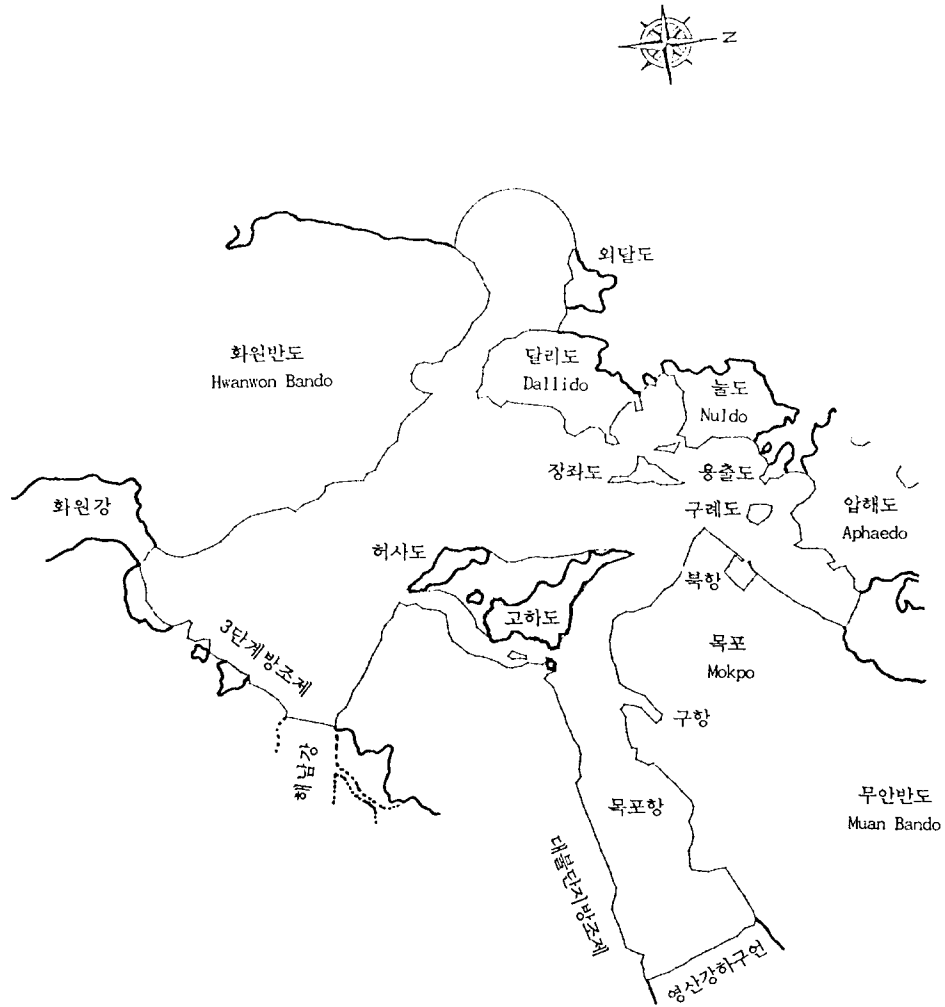 N
외달도
화원반도
Hwanwon Bando
달리도
Dallido
눌도
Nuldo
장좌도
용출도
화원강
구례도
압해도
Aphaedo
허사도
북항
고하도
3단계방조제
목포
Mokpo
구항
해남강
목포항
무안반도
Muan Bando
대불단지방조제
영산강하구언